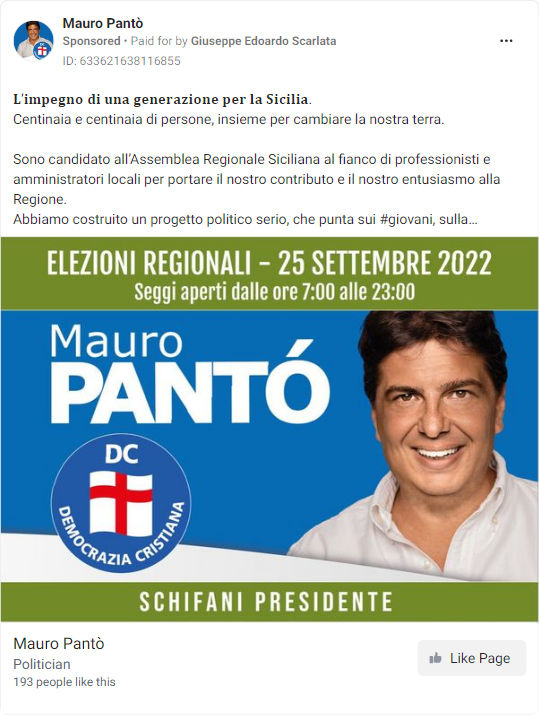 Mauro Pantò
Sponsored • Paid for by Giuseppe Edoardo Scarlata
ID: 633621638116855
L'impegno di una generazione per la Sicilia.
Centinaia e centinaia di persone, insieme per cambiare la nostra terra.
Sono candidato all'Assemblea Regionale Siciliana al fianco di professionisti e
amministratori locali per portare il nostro contributo e il nostro entusiasmo alla
Regione.
Abbiamo costruito un progetto politico serio, che punta sui #giovani, sulla...
ELEZIONI REGIONALI - 25 SETTEMBRE 2022
Seggi aperti dalle ore 7:00 alle 23:00
Mauro
PANTÓ
DC
DEMOCRAZIA CRISTIANA
SCHIFANI PRESIDENTE
Mauro Pantò
Politician
193 people like this
Like Page